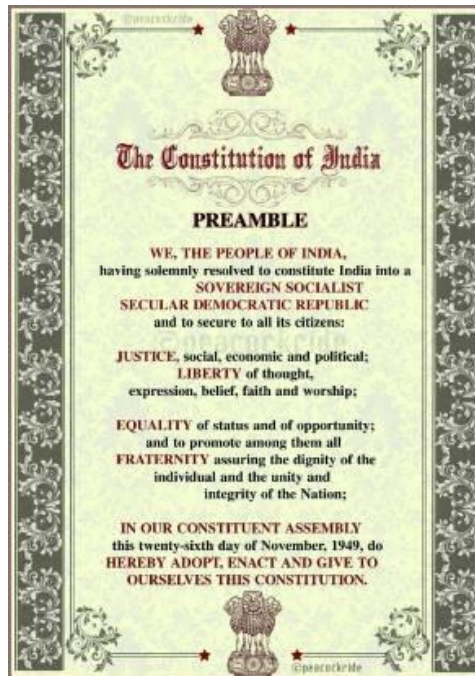 ©peacockride
The Constitution of India
PREAMBLE
WE, THE PEOPLE OF INDIA,
having solemnly resolved to constitute India into a
SOVEREIGN SOCIALIST
SECULAR DEMOCRATIC REPUBLIC
and to secure to all its citizens:
©peacockride
JUSTICE, social, economic and political;
LIBERTY of thought,
expression, belief, faith and worship;
EQUALITY of status and of opportunity;
and to promote among them all
FRATERNITY assuring the dignity of the
individual and the unity and
integrity of the Nation;
IN OUR CONSTITUENT ASSEMBLY
this twenty-sixth day of November, 1949, do
HEREBY ADOPT, ENACT AND GIVE TO
OURSELVES THIS CONSTITUTION.
©peacockride